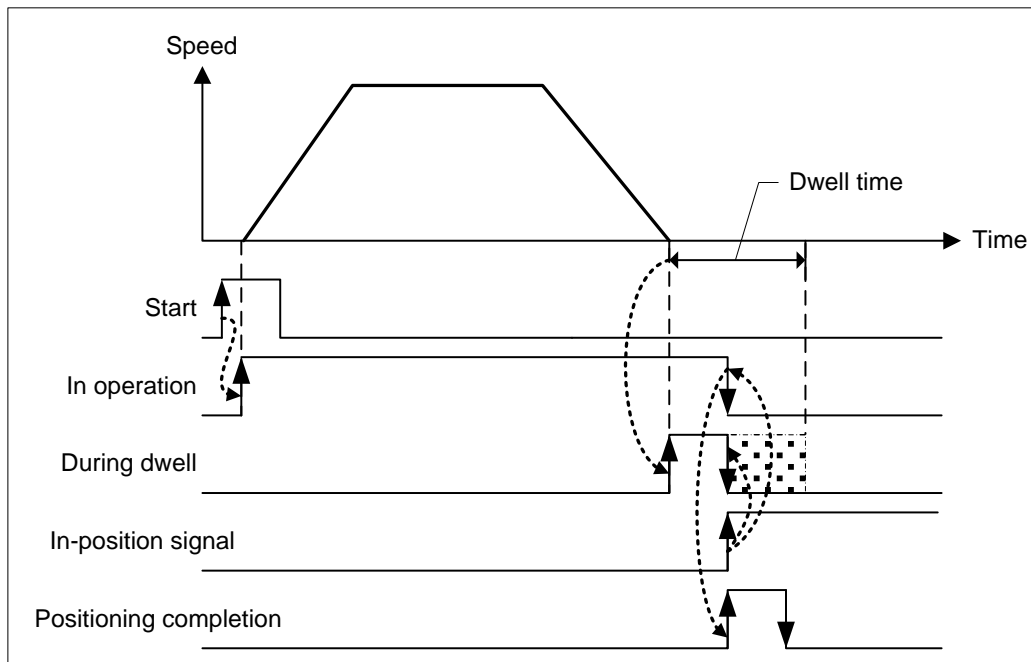 Speed
Dwell time
Time
Start
In operation
During dwell
In-position signal
Positioning completion